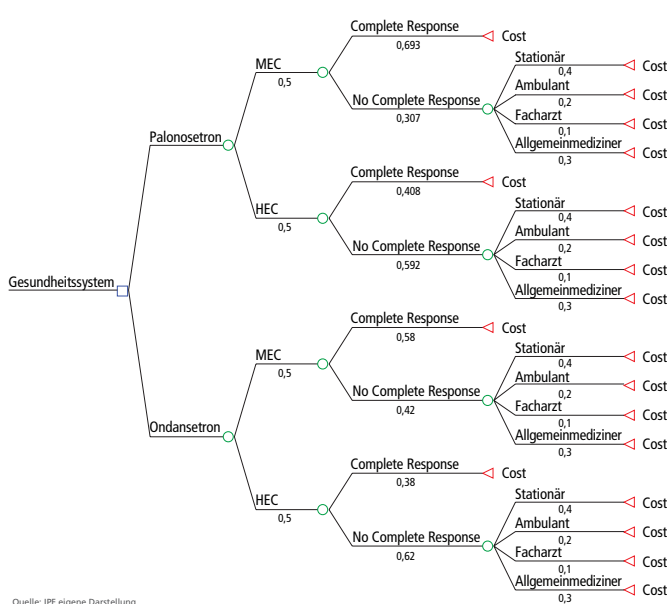 Complete Response
0,693
Cost
MEC
0,5
No Complete Response
0,307
Stationär
0,4
Cost
Ambulant
0,2
Cost
Facharzt
0,1
Cost
Allgemeinmediziner
0,3
Cost
Palonosetron
Complete Response
0,408
Cost
HEC
0,5
No Complete Response
0,592
Stationär
0,4
Cost
Ambulant
0,2
Cost
Facharzt
0,1
Cost
Allgemeinmediziner
0,3
Cost
Gesundheitssystem
Complete Response
0,58
Cost
MEC
0,5
No Complete Response
0,42
Stationär
0,4
Cost
Ambulant
0,2
Cost
Facharzt
0,1
Cost
Allgemeinmediziner
0,3
Cost
Ondansetron
Complete Response
0,38
Cost
HEC
0,5
No Complete Response
0,62
Stationär
0,4
Cost
Ambulant
0,2
Cost
Facharzt
0,1
Cost
Allgemeinmediziner
0,3
Cost
Quelle: IPF eigene Darstellung